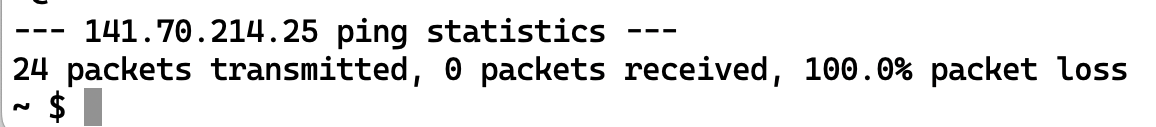 --- 141.70.214.25 ping statistics ---
24 packets transmitted, 0 packets received, 100.0% packet loss
~ $